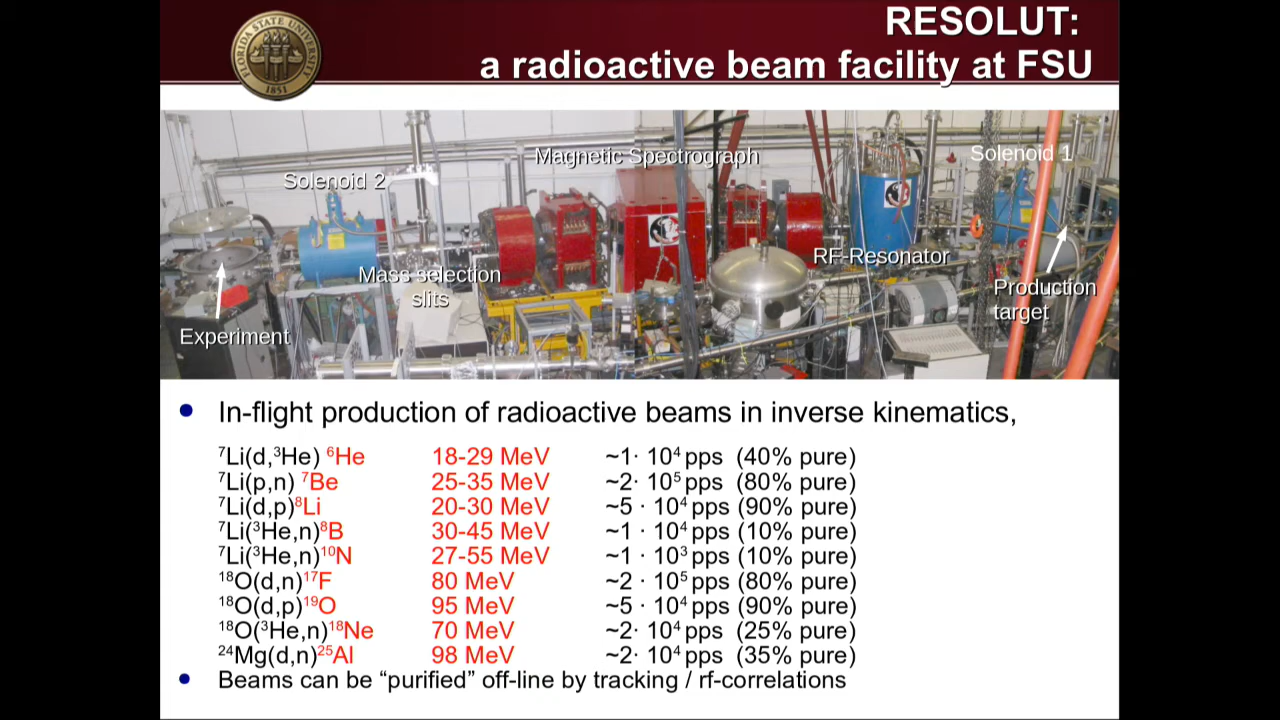 RESOLUT:
a radioactive beam facility at FSU
FLORIDA STATE UNIVERSITY
1851
Magnetic Spectrograph
Solenoid 1
Solenoid 2
RF-Resonator
Mass selection
slits
Production
target
Experiment
• In-flight production of radioactive beams in inverse kinematics,
⁷Li(d,³He) ⁶He 18-29 MeV ~1· 10⁴ pps (40% pure)
⁷Li(p,n) ⁷Be 25-35 MeV ~2· 10⁵ pps (80% pure)
⁷Li(d,p)⁸Li 20-30 MeV ~5 · 10⁴ pps (90% pure)
⁷Li(³He,n)⁸B 30-45 MeV ~1 · 10⁴ pps (10% pure)
⁷Li(³He,n)¹⁰N 27-55 MeV ~1 · 10³ pps (10% pure)
¹⁸O(d,n)¹⁷F 80 MeV ~2 · 10⁵ pps (80% pure)
¹⁸O(d,p)¹⁹O 95 MeV ~5 · 10⁴ pps (90% pure)
¹⁸O(³He,n)¹⁸Ne 70 MeV ~2· 10⁴ pps (25% pure)
²⁴Mg(d,n)²⁵Al 98 MeV ~2· 10⁴ pps (35% pure)
• Beams can be “purified” off-line by tracking / rf-correlations